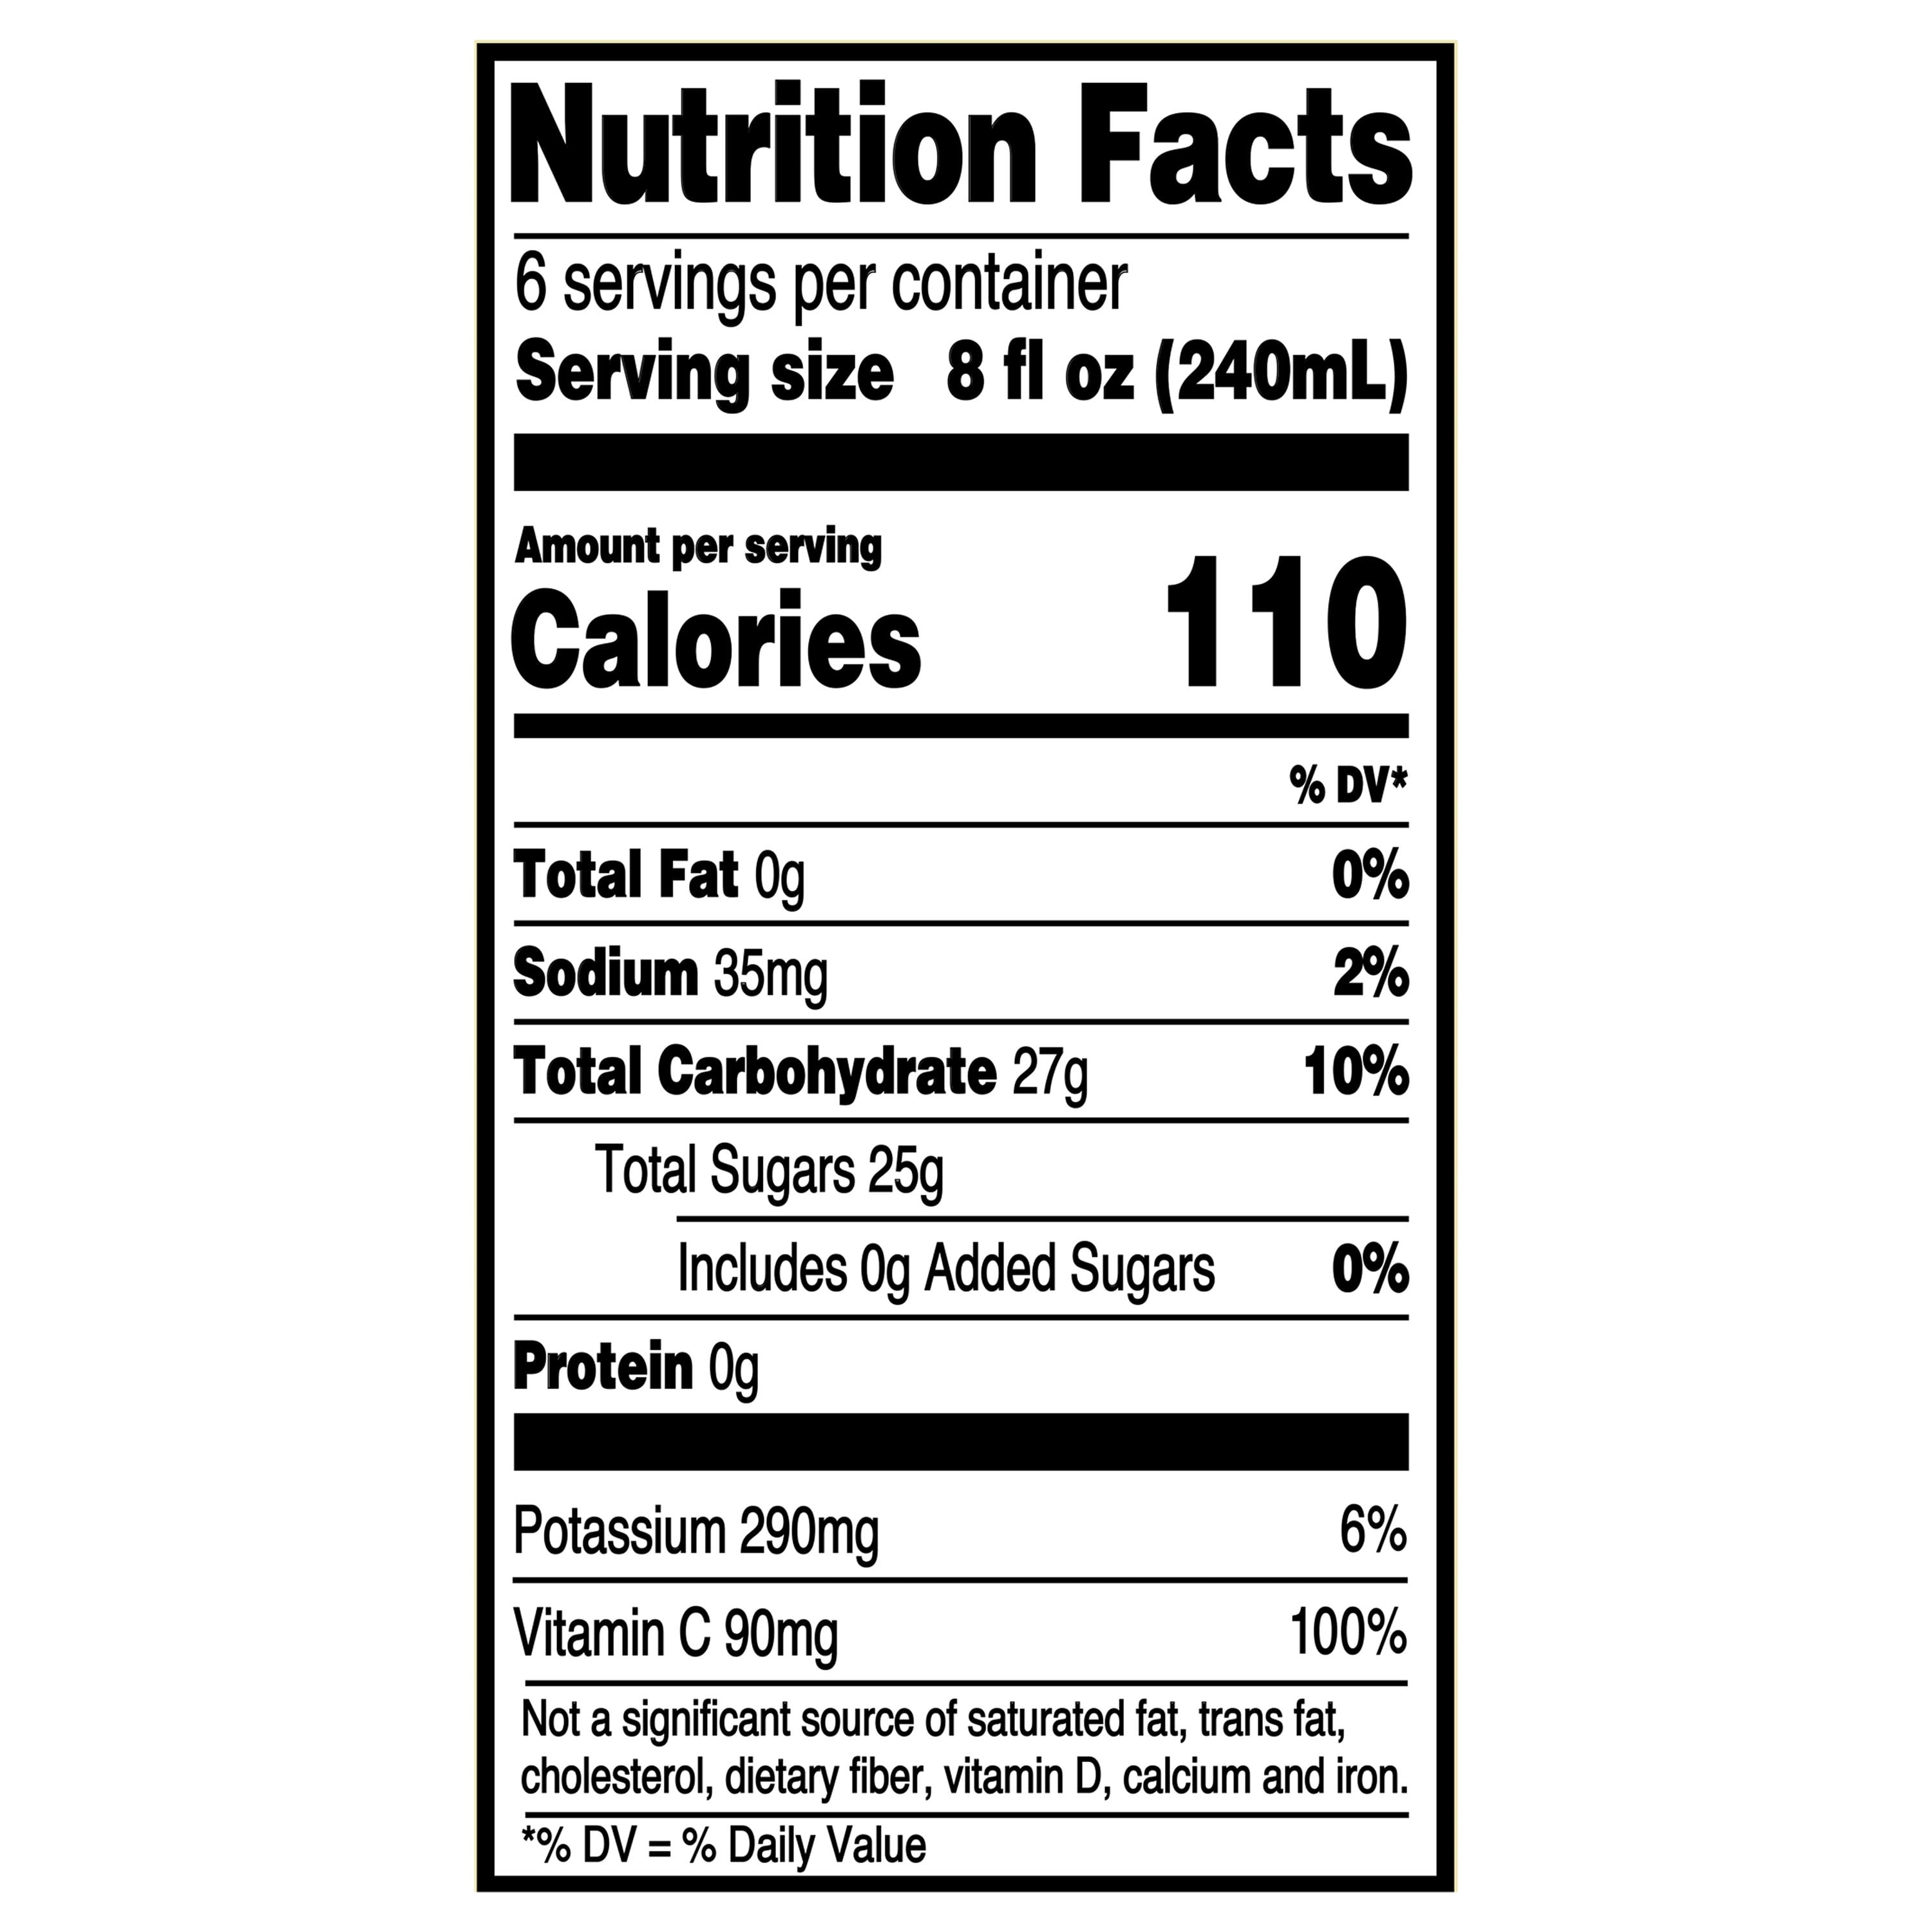 Nutrition Facts
6 servings per container
Serving size 8 fl oz (240mL)
Amount per serving
Calories 110
% DV*
Total Fat 0g 0%
Sodium 35mg 2%
Total Carbohydrate 27g 10%
Total Sugars 25g
Includes 0g Added Sugars 0%
Protein 0g
Potassium 290mg 6%
Vitamin C 90mg 100%
Not a significant source of saturated fat, trans fat,
cholesterol, dietary fiber, vitamin D, calcium and iron.
*% DV = % Daily Value